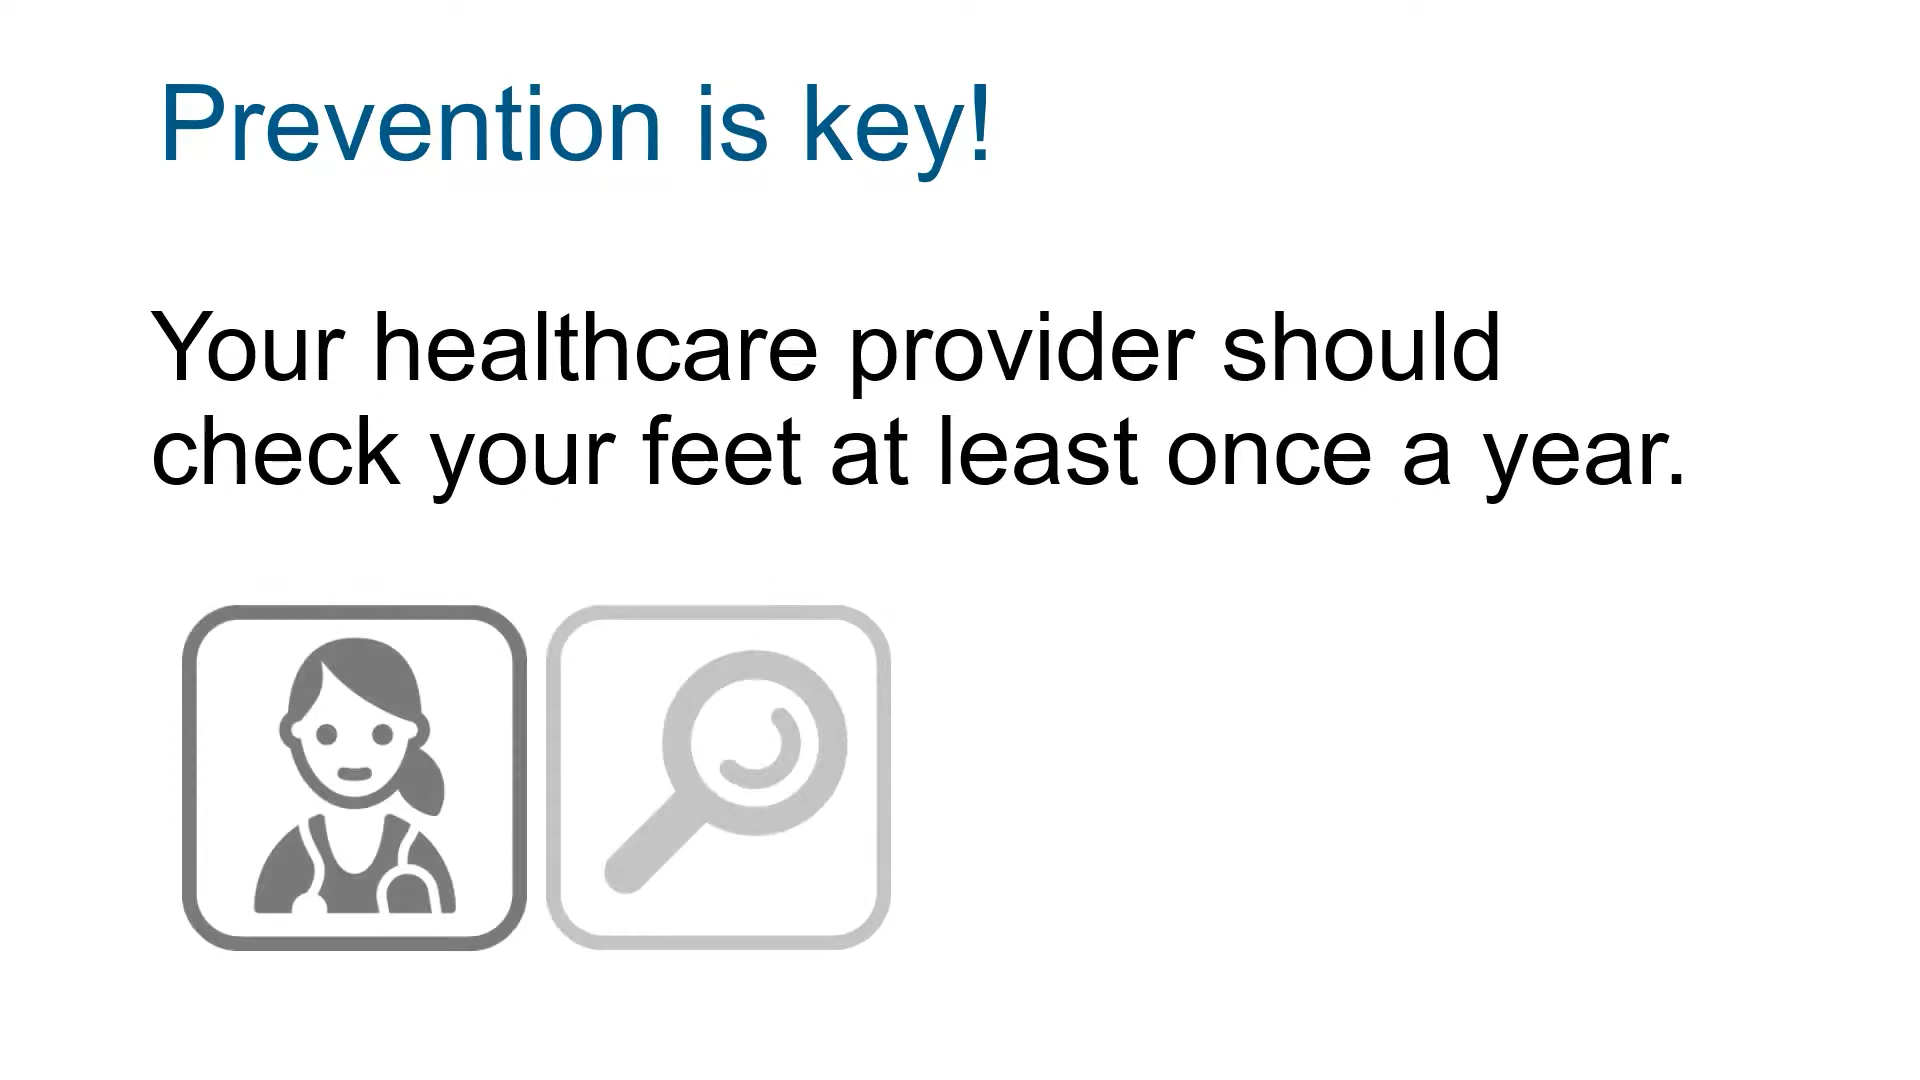 Prevention is key!
Your healthcare provider should
check your feet at least once a year.